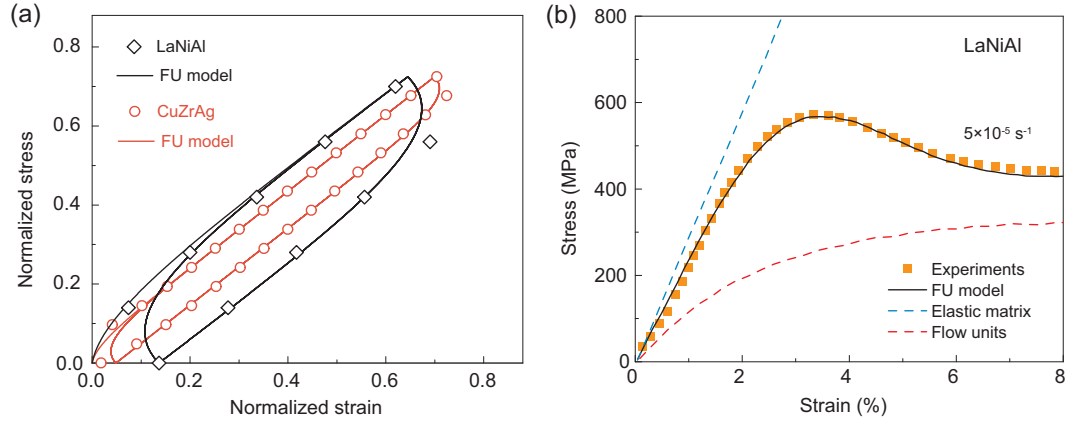 (a)
0.8
0.6
0.4
0.2
0.0
0.0 0.2 0.4 0.6 0.8
Normalized stress
Normalized strain
LaNiAl
FU model
CuZrAg
FU model
(b)
800
600
400
200
0
0 2 4 6 8
Stress (MPa)
Strain (%)
LaNiAl
5×10⁻⁵ s⁻¹
Experiments
FU model
Elastic matrix
Flow units